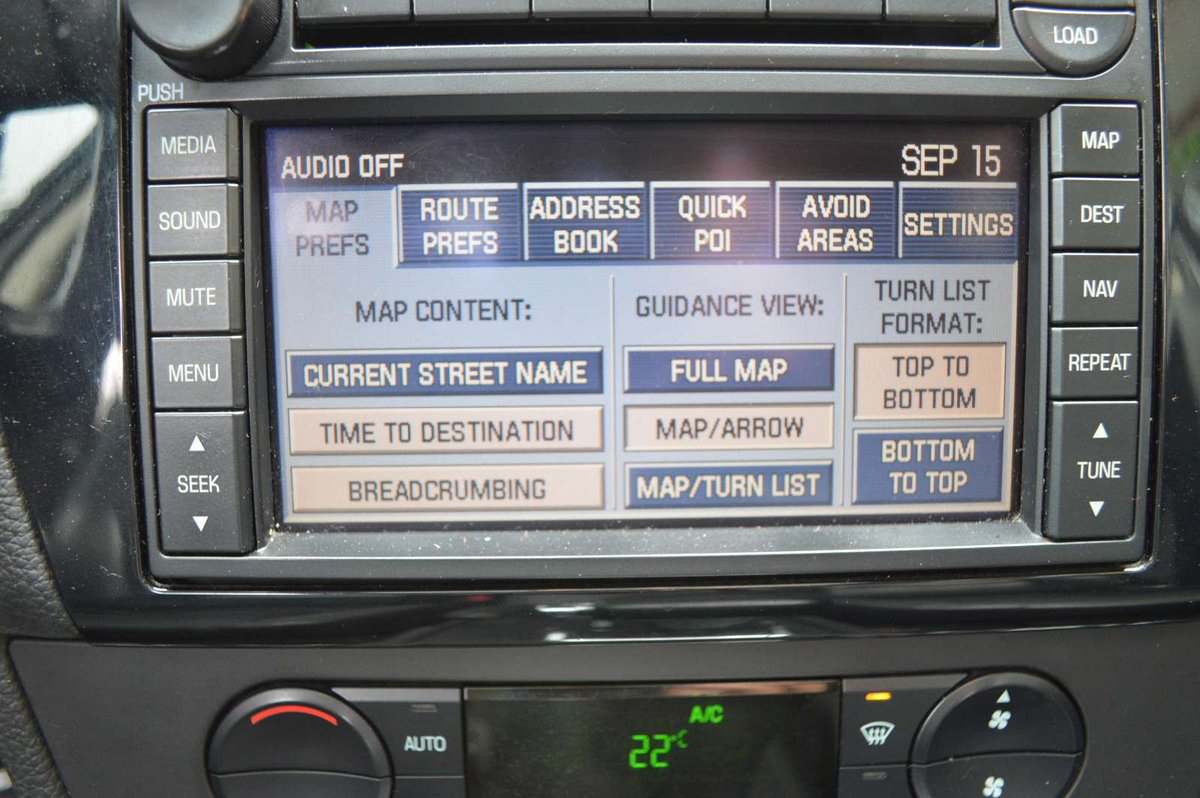 LOAD
PUSH
MEDIA
SOUND
MUTE
MENU
SEEK
AUDIO OFF
SEP 15
MAP
PREFS
ROUTE
PREFS
ADDRESS
BOOK
QUICK
POI
AVOID
AREAS
SETTINGS
MAP CONTENT:
CURRENT STREET NAME
TIME TO DESTINATION
BREADCRUMBING
GUIDANCE VIEW:
FULL MAP
MAP/ARROW
MAP/TURN LIST
TURN LIST
FORMAT:
TOP TO
BOTTOM
BOTTOM
TO TOP
MAP
DEST
NAV
REPEAT
TUNE
AUTO
A/C
22°C